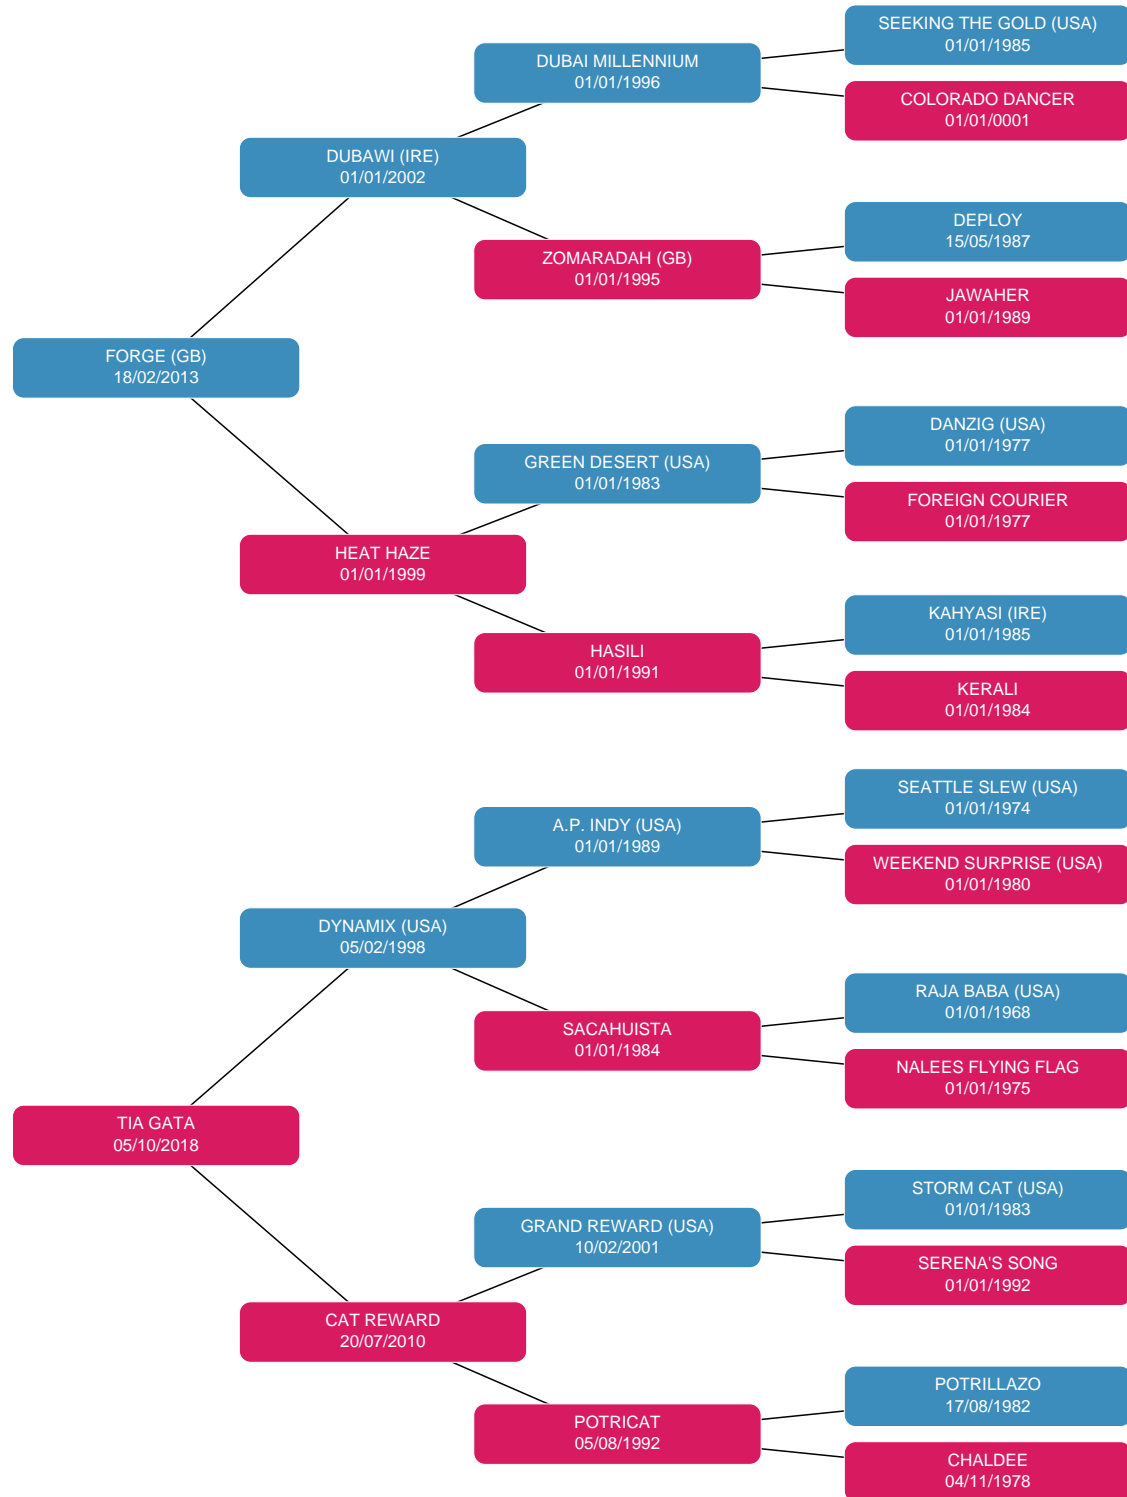 SEEKING THE GOLD (USA)
01/01/1985
DUBAI MILLENNIUM
01/01/1996
COLORADO DANCER
01/01/0001
DUBAWI (IRE)
01/01/2002
DEPLOY
15/05/1987
ZOMARADAH (GB)
01/01/1995
JAWAHER
01/01/1989
FORGE (GB)
18/02/2013
DANZIG (USA)
01/01/1977
GREEN DESERT (USA)
01/01/1983
FOREIGN COURIER
01/01/1977
HEAT HAZE
01/01/1999
KAHYASI (IRE)
01/01/1985
HASILI
01/01/1991
KERALI
01/01/1984
SEATTLE SLEW (USA)
01/01/1974
A.P. INDY (USA)
01/01/1989
WEEKEND SURPRISE (USA)
01/01/1980
DYNAMIX (USA)
05/02/1998
RAJA BABA (USA)
01/01/1968
SACAHUISTA
01/01/1984
NALEES FLYING FLAG
01/01/1975
TIA GATA
05/10/2018
STORM CAT (USA)
01/01/1983
GRAND REWARD (USA)
10/02/2001
SERENA'S SONG
01/01/1992
CAT REWARD
20/07/2010
POTRILLAZO
17/08/1982
POTRICAT
05/08/1992
CHALDEE
04/11/1978